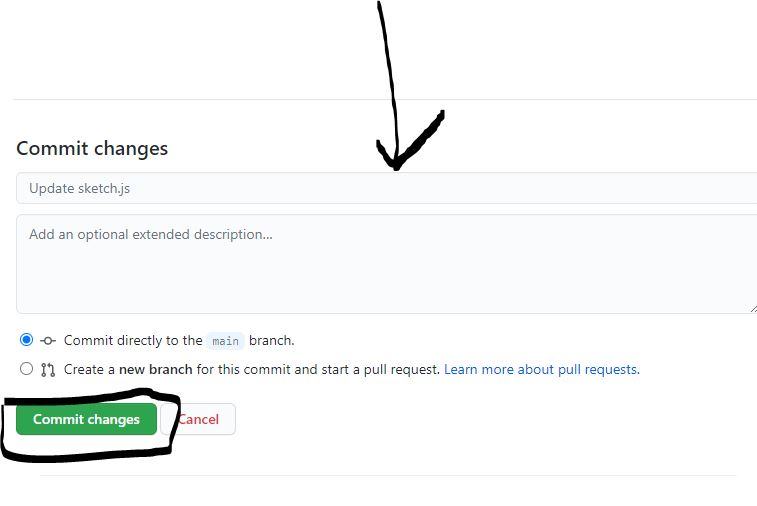 Commit changes
Update sketch.js
Add an optional extended description...
Commit directly to the main branch.
Create a new branch for this commit and start a pull request. Learn more about pull requests.
Commit changes Cancel